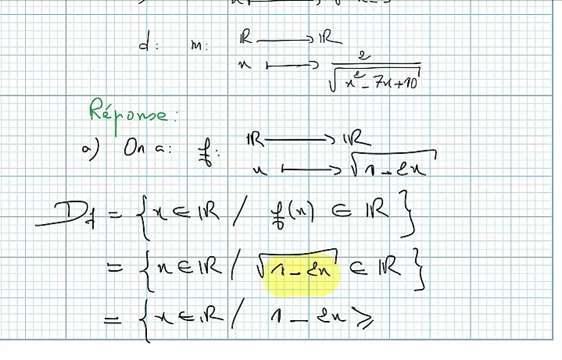 d: m: ℝ ⟶ ℝ
x ⟼ 2/√(x² - 7x + 10)
Réponse:
a) On a: f: ℝ ⟶ ℝ
x ⟼ √(1 - 2x)
Df = {x ∈ ℝ / f(x) ∈ ℝ}
= {x ∈ ℝ / √(1 - 2x) ∈ ℝ}
= {x ∈ ℝ / 1 - 2x ⩾